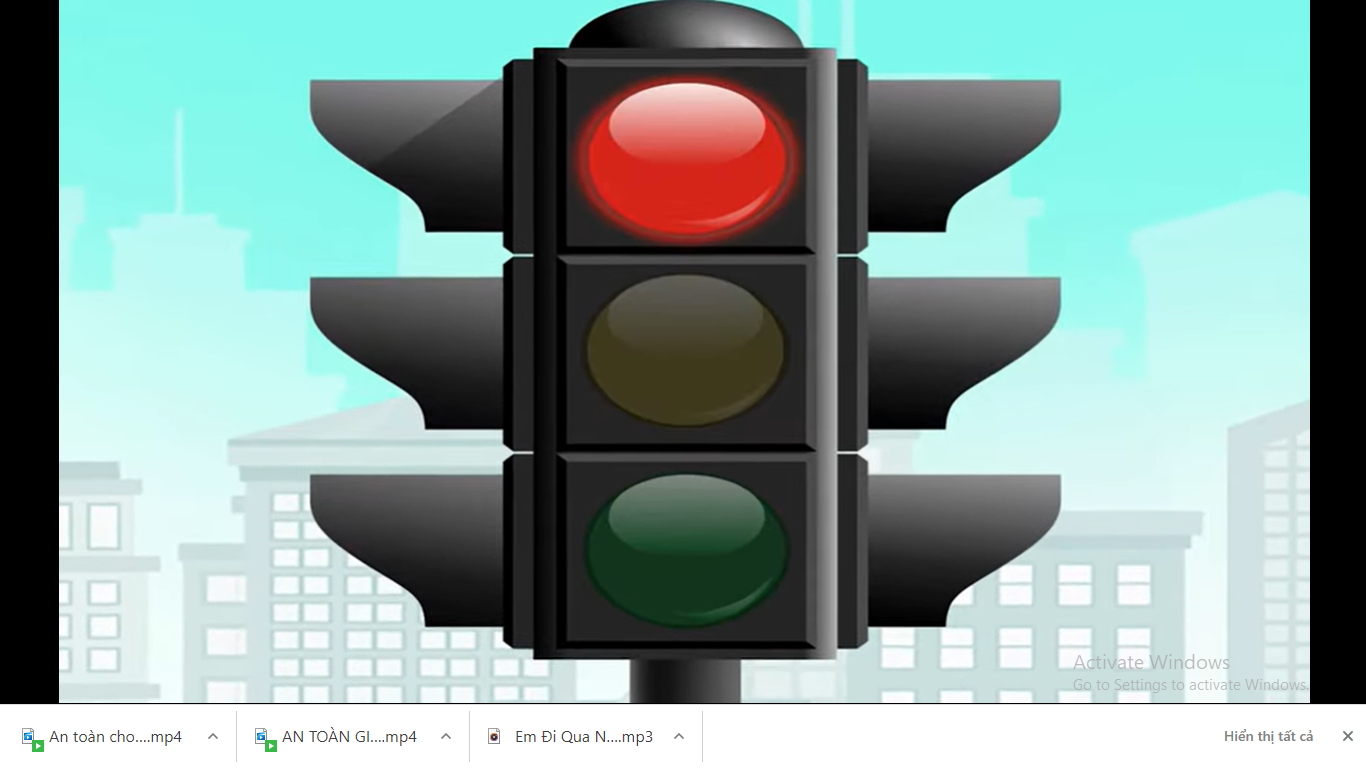 Activate Windows
Go to Settings to activate Windows.
An toàn cho....mp4
AN TOÀN GI....mp4
Em Đi Qua N....mp3
Hiển thị tất cả